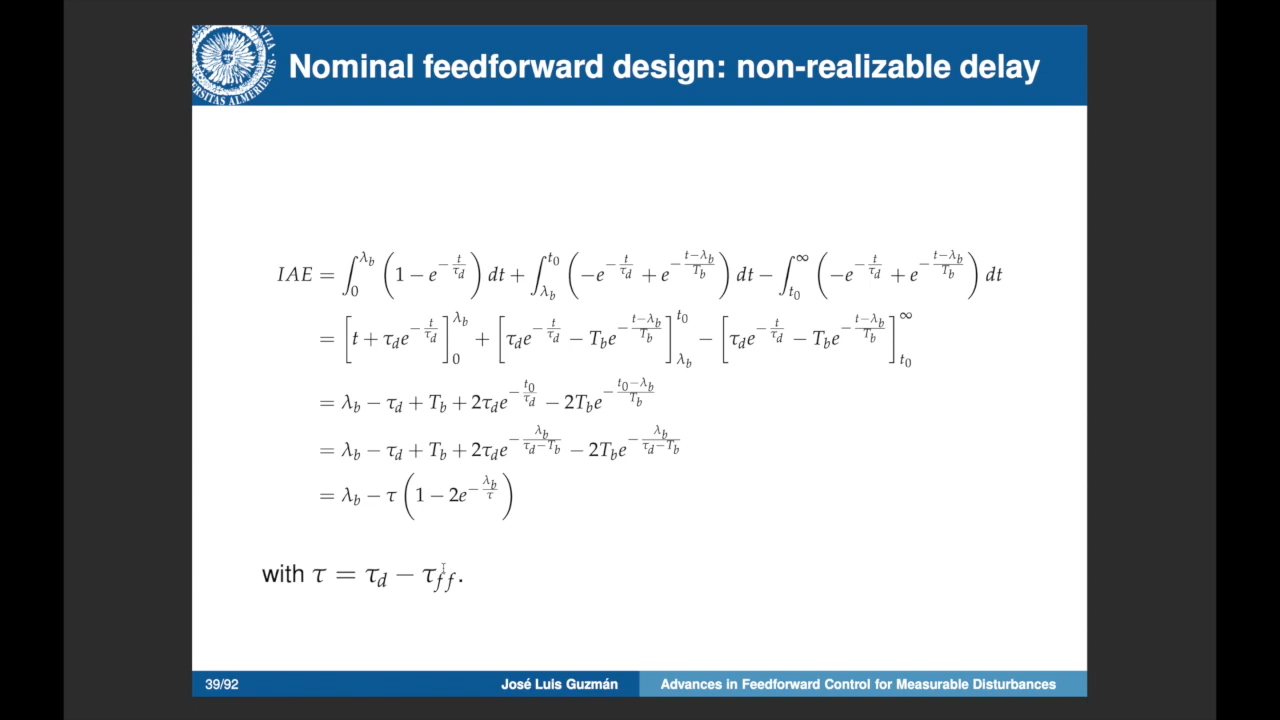 Nominal feedforward design: non-realizable delay
IAE = ∫_0^{λ_b} (1 − e^{−t/τ_d}) dt + ∫_{λ_b}^{t_0} (−e^{−t/τ_d} + e^{−(t−λ_b)/T_b}) dt − ∫_{t_0}^{∞} (−e^{−t/τ_d} + e^{−(t−λ_b)/T_b}) dt
= [t + τ_d e^{−t/τ_d}]_0^{λ_b} + [τ_d e^{−t/τ_d} − T_b e^{−(t−λ_b)/T_b}]_{λ_b}^{t_0} − [τ_d e^{−t/τ_d} − T_b e^{−(t−λ_b)/T_b}]_{t_0}^{∞}
= λ_b − τ_d + T_b + 2τ_d e^{−t_0/τ_d} − 2T_b e^{−(t_0−λ_b)/T_b}
= λ_b − τ_d + T_b + 2τ_d e^{−λ_b/(τ_d−T_b)} − 2T_b e^{−λ_b/(τ_d−T_b)}
= λ_b − τ (1 − 2e^{−λ_b/τ})
with τ = τ_d − τ_{ff}.
39/92 José Luis Guzmán Advances in Feedforward Control for Measurable Disturbances